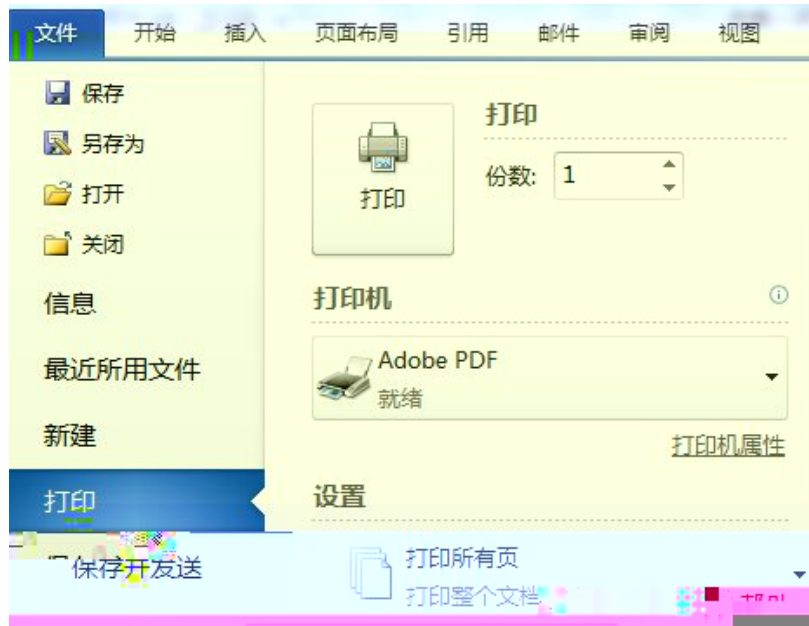 文件 开始 插入 页面布局 引用 邮件 审阅 视图
保存
另存为
打开
关闭
信息
最近所用文件
新建
打印
保存并发送
打印
打印
份数: 1
打印机
Adobe PDF
就绪
打印机属性
设置
打印所有页
打印整个文档